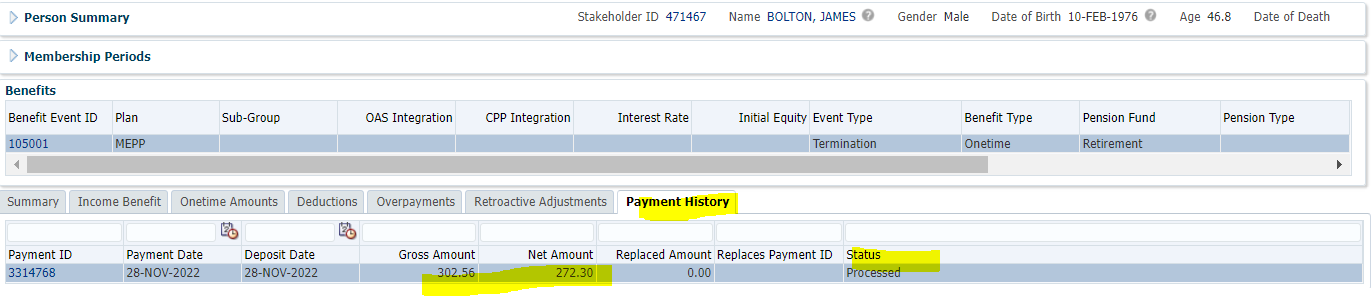 Person Summary Stakeholder ID 471467 Name BOLTON, JAMES Gender Male Date of Birth 10-FEB-1976 Age 46.8 Date of Death
Membership Periods
Benefits
Benefit Event ID Plan Sub-Group OAS Integration CPP Integration Interest Rate Initial Equity Event Type Benefit Type Pension Fund Pension Type
105001 MEPP Termination Onetime Retirement
Summary Income Benefit Onetime Amounts Deductions Overpayments Retroactive Adjustments Payment History
Payment ID Payment Date Deposit Date Gross Amount Net Amount Replaced Amount Replaces Payment ID Status
3314768 28-NOV-2022 28-NOV-2022 302.56 272.30 0.00 Processed